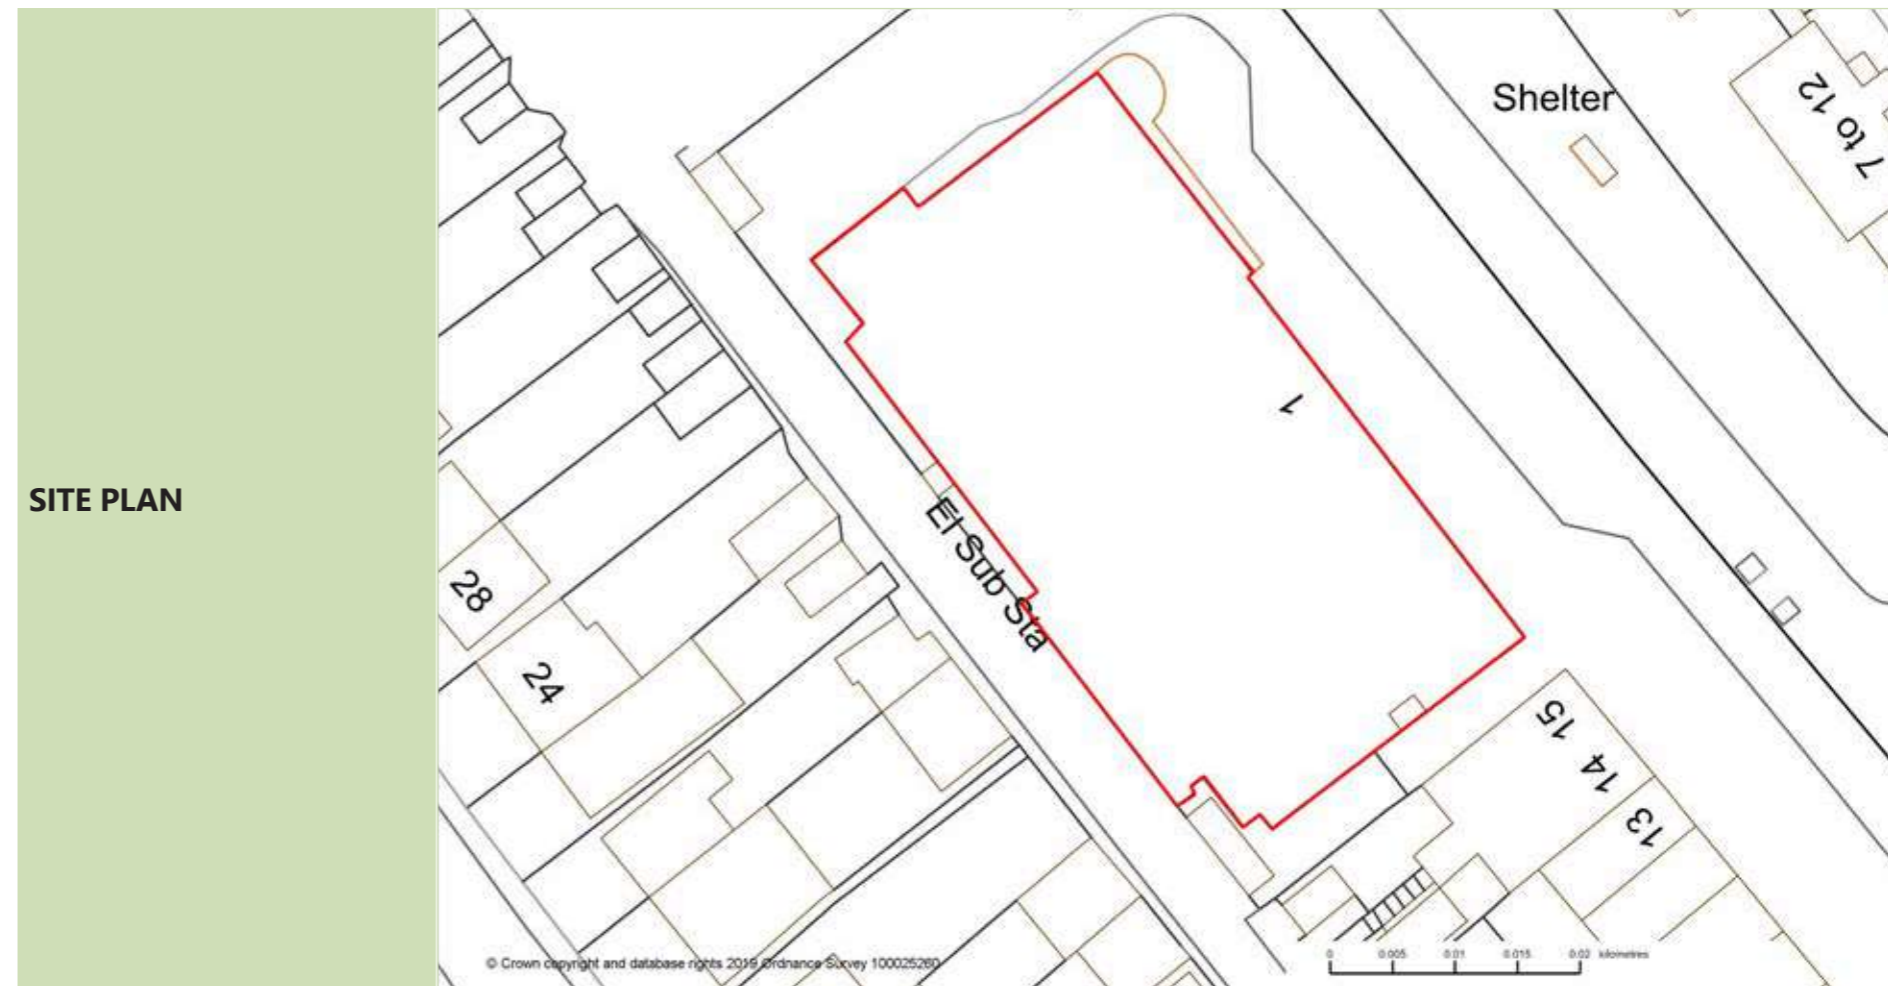 SITE PLAN
Shelter
7 to 12
1
El Sub Sta
28
24
15
14
13
© Crown copyright and database rights 2019 Ordnance Survey 100025260
0 0.005 0.01 0.015 0.02 kilometres